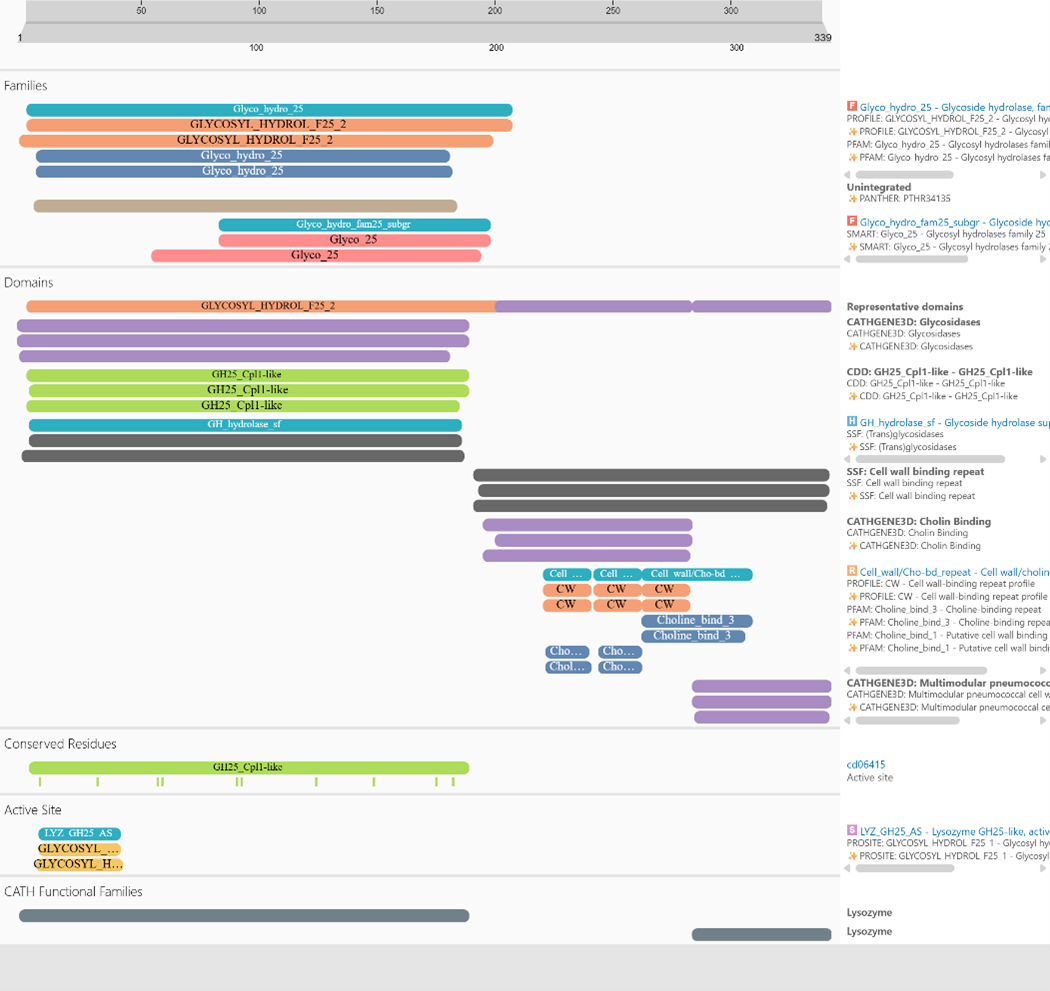 50 100 150 200 250 300
1 339
100 200 300
Families
Glyco_hydro_25
GLYCOSYL_HYDROL_F25_2
GLYCOSYL_HYDROL_F25_2
Glyco_hydro_25
Glyco_hydro_25
F Glyco_hydro_25 - Glycoside hydrolase, fam
PROFILE: GLYCOSYL_HYDROL_F25_2 - Glycosyl hy
PROFILE: GLYCOSYL_HYDROL_F25_2 - Glycosyl
PFAM: Glyco_hydro_25 - Glycosyl hydrolases famil
PFAM: Glyco_hydro_25 - Glycosyl hydrolases fa
Unintegrated
PANTHER: PTHR34135
Glyco_hydro_fam25_subgr
Glyco_25
Glyco_25
F Glyco_hydro_fam25_subgr - Glycoside hyd
SMART: Glyco_25 - Glycosyl hydrolases family 25
SMART: Glyco_25 - Glycosyl hydrolases family
Domains
GLYCOSYL_HYDROL_F25_2
Representative domains
CATHGENE3D: Glycosidases
CATHGENE3D: Glycosidases
CATHGENE3D: Glycosidases
GH25_Cpl1-like
GH25_Cpl1-like
GH25_Cpl1-like
CDD: GH25_Cpl1-like - GH25_Cpl1-like
CDD: GH25_Cpl1-like - GH25_Cpl1-like
CDD: GH25_Cpl1-like - GH25_Cpl1-like
GH_hydrolase_sf
H GH_hydrolase_sf - Glycoside hydrolase sup
SSF: (Trans)glycosidases
SSF: (Trans)glycosidases
SSF: Cell wall binding repeat
SSF: Cell wall binding repeat
SSF: Cell wall binding repeat
CATHGENE3D: Cholin Binding
CATHGENE3D: Cholin Binding
CATHGENE3D: Cholin Binding
Cell ... Cell ... Cell_wall/Cho-bd_...
CW CW CW
CW CW CW
Choline_bind_3
Choline_bind_3
Cho... Cho...
Chol... Cho...
R Cell_wall/Cho-bd_repeat - Cell wall/cholin
PROFILE: CW - Cell wall-binding repeat profile
PROFILE: CW - Cell wall-binding repeat profile
PFAM: Choline_bind_3 - Choline-binding repeat
PFAM: Choline_bind_3 - Choline-binding repea
PFAM: Choline_bind_1 - Putative cell wall binding
PFAM: Choline_bind_1 - Putative cell wall bindi
CATHGENE3D: Multimodular pneumococc
CATHGENE3D: Multimodular pneumococcal cell w
CATHGENE3D: Multimodular pneumococcal ce
Conserved Residues
GH25_Cpl1-like
cd06415
Active site
Active Site
LYZ_GH25_AS
GLYCOSYL_...
GLYCOSYL_H...
S LYZ_GH25_AS - Lysozyme GH25-like, activ
PROSITE: GLYCOSYL_HYDROL_F25_1 - Glycosyl hy
PROSITE: GLYCOSYL_HYDROL_F25_1 - Glycosyl
CATH Functional Families
Lysozyme
Lysozyme